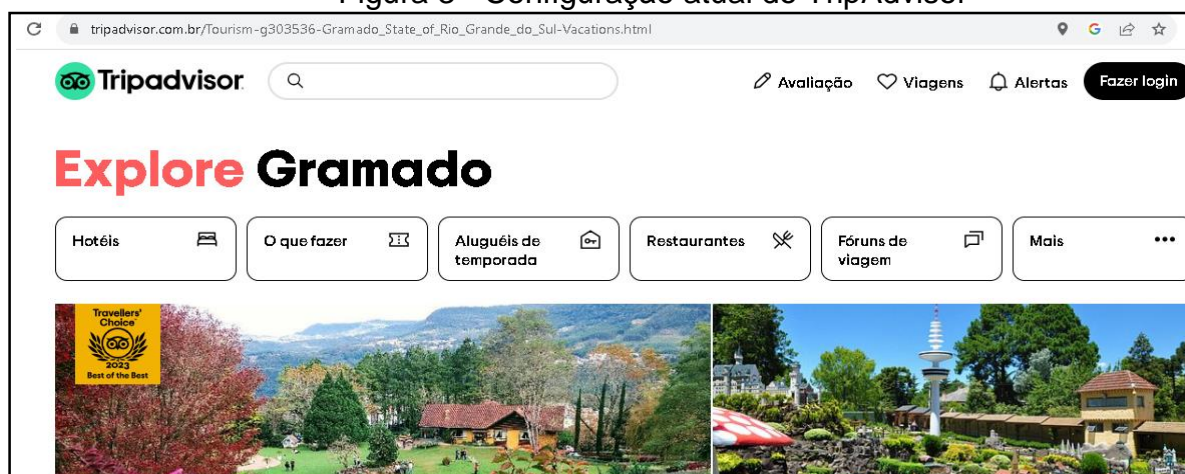 Configuração atual do TripAdvisor
tripadvisor.com.br/Tourism-g303536-Gramado_State_of_Rio_Grande_do_Sul-Vacations.html
Tripadvisor
Avaliação
Viagens
Alertas
Fazer login
Explore Gramado
Hotéis
O que fazer
Aluguéis de
temporada
Restaurantes
Fóruns de
viagem
Mais
Travellers'
Choice
2023
Best of the Best